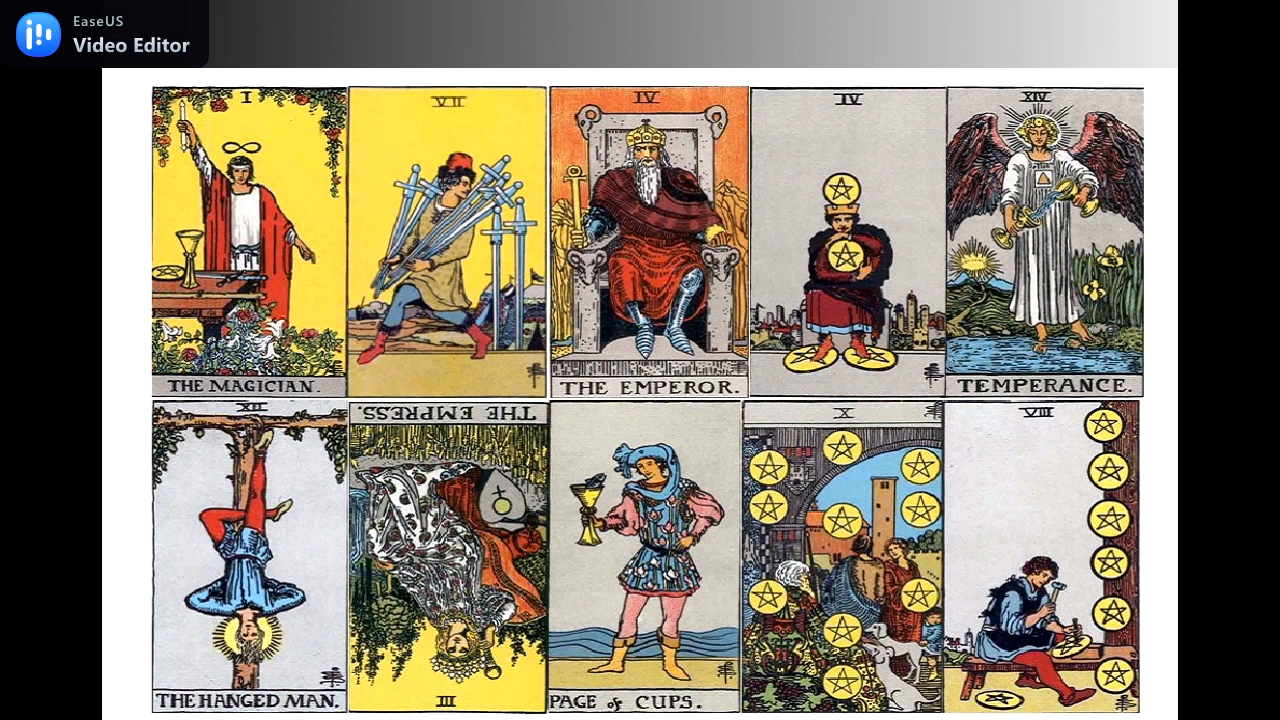 EaseUS
Video Editor
I
VII
IV
IV
XIV
THE MAGICIAN.
THE EMPEROR.
TEMPERANCE.
XII
THE EMPRESS.
X
VIII
THE HANGED MAN.
III
PAGE of CUPS.